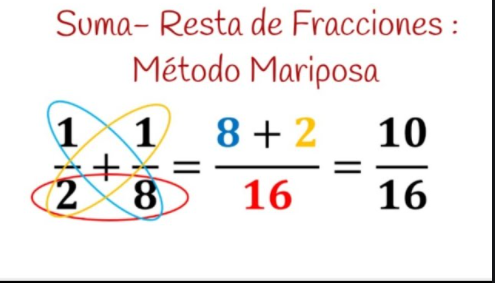 Suma- Resta de Fracciones :
Método Mariposa
1/2 + 1/8 = 8 + 2/16 = 10/16